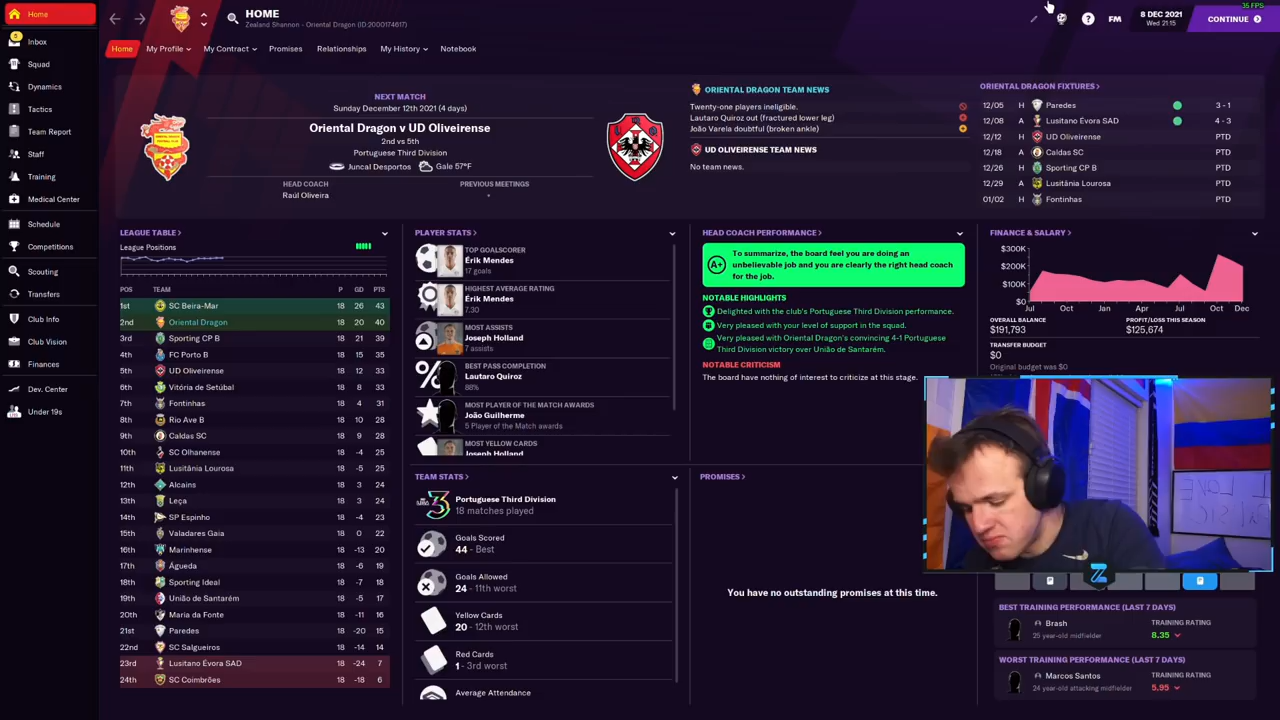 Home
Inbox
5
Squad
Dynamics
Tactics
Team Report
Staff
Training
Medical Center
Schedule
Competitions
Scouting
Transfers
Club Info
Club Vision
Finances
Dev. Center
Under 19s
HOME
Zealand Shannon - Oriental Dragon (ID:2000174617)
FM
8 DEC 2021
Wed 21:15
CONTINUE
Home
My Profile
My Contract
Promises
Relationships
My History
Notebook
NEXT MATCH
Sunday December 12th 2021 (4 days)
Oriental Dragon v UD Oliveirense
2nd vs 5th
Portuguese Third Division
Juncal Desportos
Gale 57°F
HEAD COACH
Raúl Oliveira
PREVIOUS MEETINGS
-
ORIENTAL DRAGON TEAM NEWS
Twenty-one players ineligible.
Lautaro Quiroz out (fractured lower leg)
João Varela doubtful (broken ankle)
UD OLIVEIRENSE TEAM NEWS
No team news.
ORIENTAL DRAGON FIXTURES >
12/05 H Paredes 3 - 1
12/08 A Lusitano Évora SAD 4 - 3
12/12 H UD Oliveirense PTD
12/18 A Caldas SC PTD
12/26 H Sporting CP B PTD
12/29 A Lusitânia Lourosa PTD
01/02 H Fontinhas PTD
LEAGUE TABLE >
League Positions
POS TEAM P GD PTS
1st SC Beira-Mar 18 26 43
2nd Oriental Dragon 18 20 40
3rd Sporting CP B 18 21 39
4th FC Porto B 18 15 35
5th UD Oliveirense 18 12 33
6th Vitória de Setúbal 18 8 33
7th Fontinhas 18 4 31
8th Rio Ave B 18 10 28
9th Caldas SC 18 9 28
10th SC Olhanense 18 -4 25
11th Lusitânia Lourosa 18 -5 25
12th Alcains 18 3 24
13th Leça 18 3 24
14th SP Espinho 18 -4 23
15th Valadares Gaia 18 0 22
16th Marinhense 18 -13 20
17th Águeda 18 -6 19
18th Sporting Ideal 18 -7 18
19th União de Santarém 18 -5 17
20th Maria da Fonte 18 -11 16
21st Paredes 18 -20 15
22nd SC Salgueiros 18 -14 14
23rd Lusitano Évora SAD 18 -24 7
24th SC Coimbrões 18 -18 6
PLAYER STATS >
TOP GOALSCORER
Érik Mendes
17 goals
HIGHEST AVERAGE RATING
Érik Mendes
7.30
MOST ASSISTS
Joseph Holland
7 assists
BEST PASS COMPLETION
Lautaro Quiroz
88%
MOST PLAYER OF THE MATCH AWARDS
João Guilherme
5 Player of the Match awards
MOST YELLOW CARDS
Joseph Holland
TEAM STATS >
Portuguese Third Division
18 matches played
Goals Scored
44 - Best
Goals Allowed
24 - 11th worst
Yellow Cards
20 - 12th worst
Red Cards
1 - 3rd worst
Average Attendance
HEAD COACH PERFORMANCE >
A+
To summarize, the board feel you are doing an
unbelievable job and you are clearly the right head coach
for the job.
NOTABLE HIGHLIGHTS
Delighted with the club's Portuguese Third Division performance.
Very pleased with your level of support in the squad.
Very pleased with Oriental Dragon's convincing 4-1 Portuguese
Third Division victory over União de Santarém.
NOTABLE CRITICISM
The board have nothing of interest to criticize at this stage.
PROMISES >
You have no outstanding promises at this time.
FINANCE & SALARY >
$300K
$200K
$100K
$0
Jul Oct Jan Apr Jul Oct Dec
OVERALL BALANCE
$191,793
PROFIT/LOSS THIS SEASON
$125,674
TRANSFER BUDGET
$0
Original budget was $0
BEST TRAINING PERFORMANCE (LAST 7 DAYS)
Brash
25 year-old midfielder
TRAINING RATING
8.35
WORST TRAINING PERFORMANCE (LAST 7 DAYS)
Marcos Santos
24 year-old attacking midfielder
TRAINING RATING
5.95